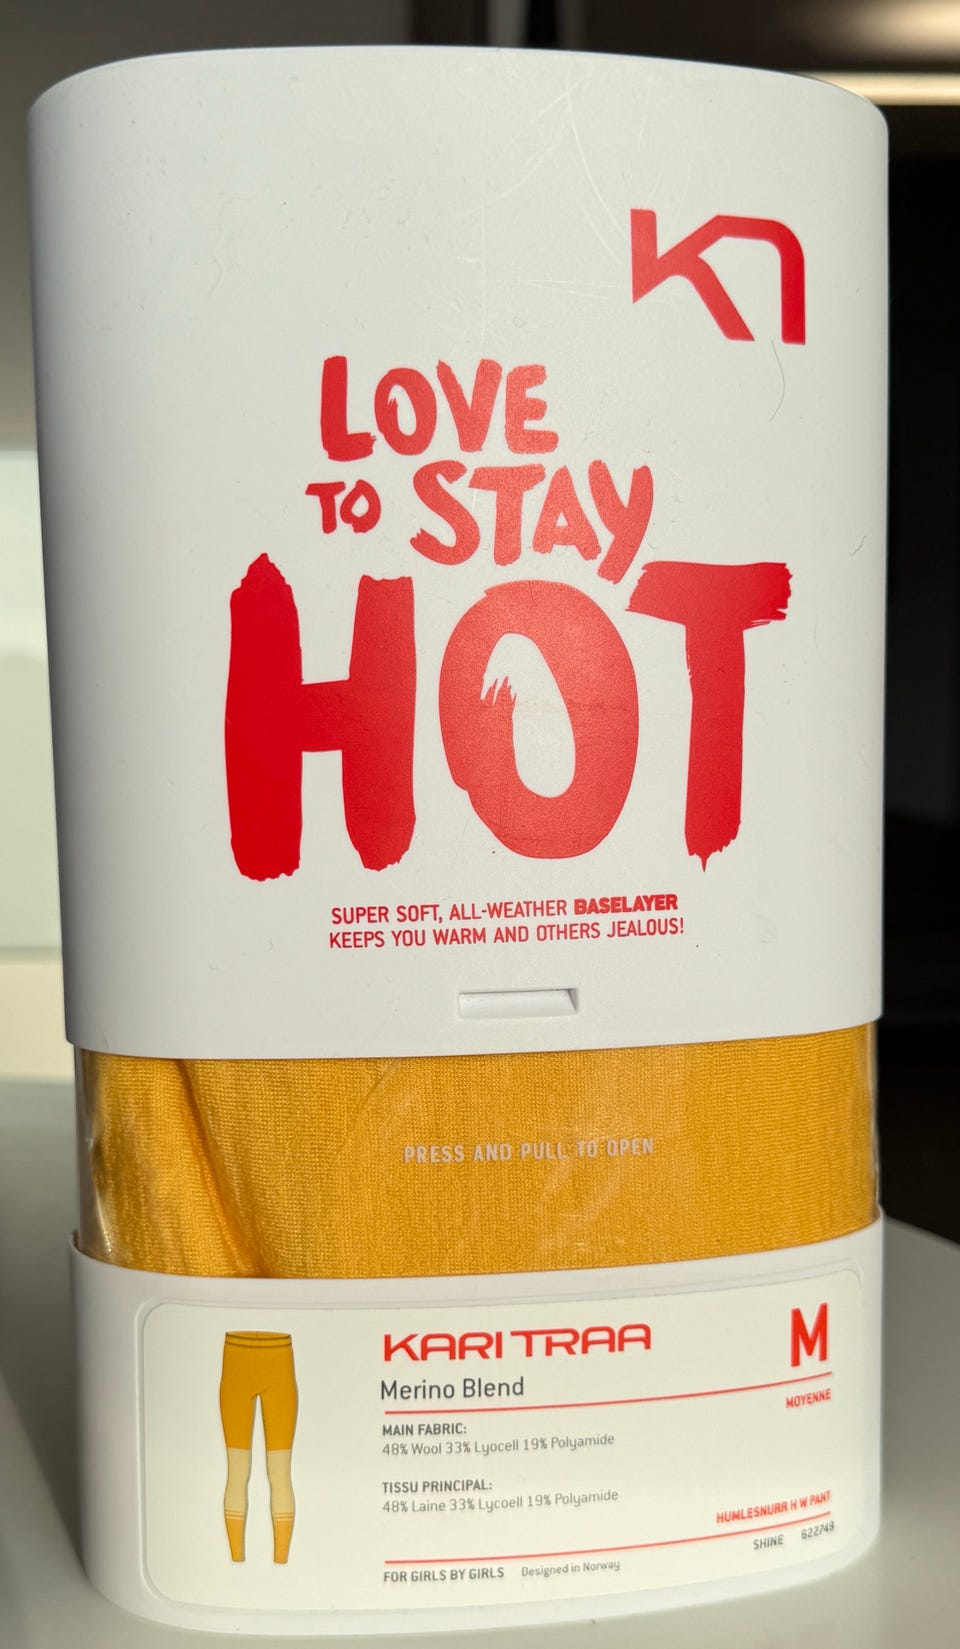 LOVE
TO STAY
HOT
SUPER SOFT, ALL-WEATHER BASELAYER
KEEPS YOU WARM AND OTHERS JEALOUS!
PRESS AND PULL TO OPEN
KARI TRAA
M
Merino Blend
MOYENNE
MAIN FABRIC:
48% Wool 33% Lyocell 19% Polyamide
TISSU PRINCIPAL:
48% Laine 33% Lycoell 19% Polyamide
HUMLESNURR H W PANT
SHINE 622749
FOR GIRLS BY GIRLS Designed in Norway